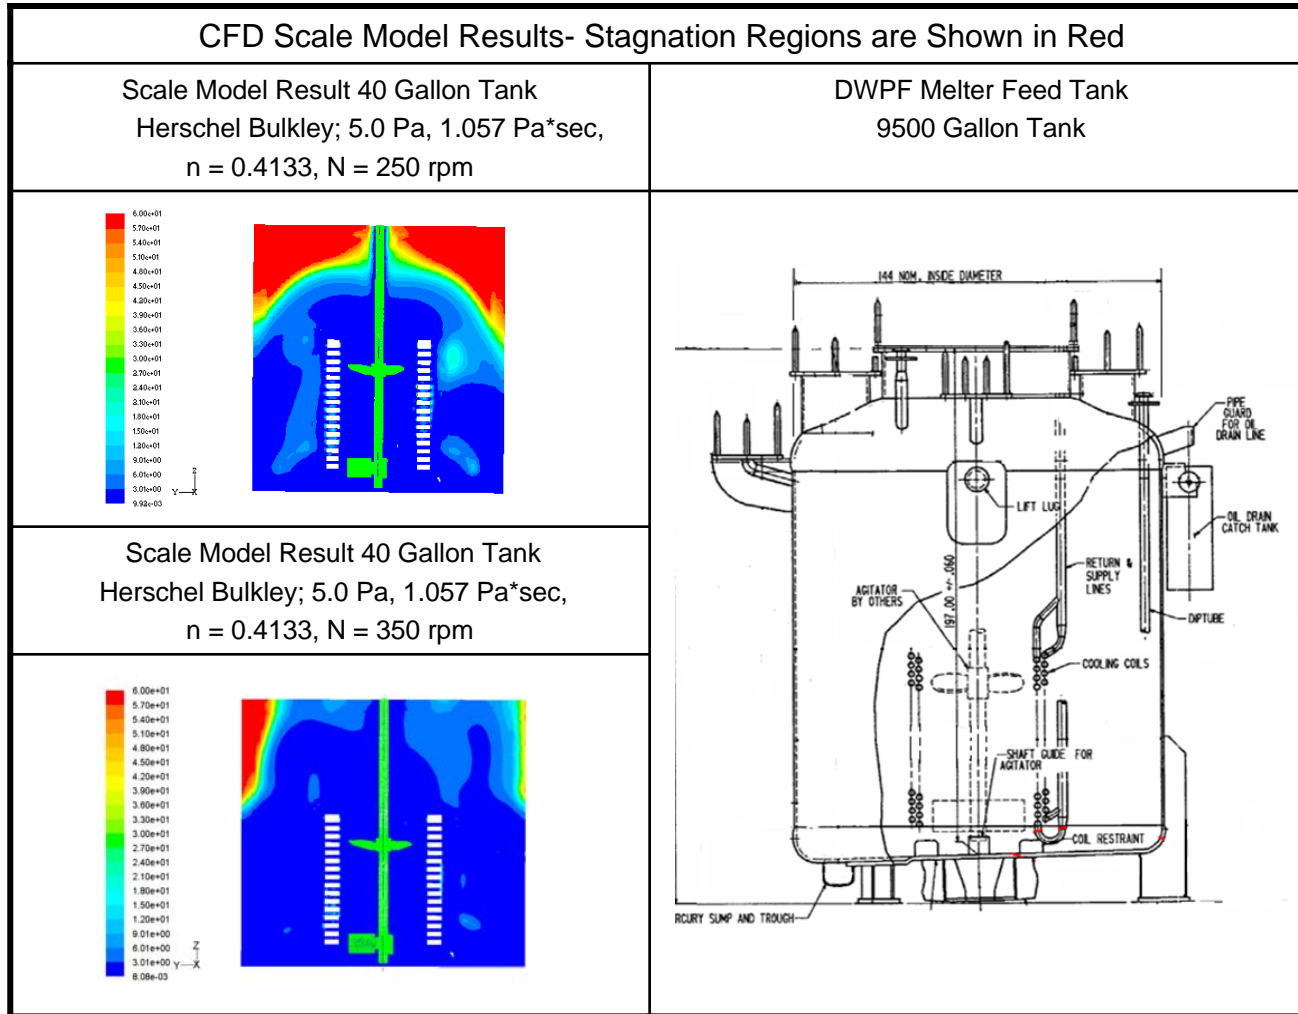 CFD Scale Model Results- Stagnation Regions are Shown in Red
Scale Model Result 40 Gallon Tank
Herschel Bulkley; 5.0 Pa, 1.057 Pa*sec,
n = 0.4133, N = 250 rpm
DWPF Melter Feed Tank
9500 Gallon Tank
6.00e+01
5.70e+01
5.40e+01
5.10e+01
4.80e+01
4.50e+01
4.20e+01
3.90e+01
3.60e+01
3.30e+01
3.00e+01
2.70e+01
2.40e+01
2.10e+01
1.80e+01
1.50e+01
1.20e+01
9.01e+00
6.01e+00
3.01e+00
9.92e-03
Z
Y X
Scale Model Result 40 Gallon Tank
Herschel Bulkley; 5.0 Pa, 1.057 Pa*sec,
n = 0.4133, N = 350 rpm
6.00e+01
5.70e+01
5.40e+01
5.10e+01
4.80e+01
4.50e+01
4.20e+01
3.90e+01
3.60e+01
3.30e+01
3.00e+01
2.70e+01
2.40e+01
2.10e+01
1.80e+01
1.50e+01
1.20e+01
9.01e+00
6.01e+00
3.01e+00
8.08e-03
Z
Y X
144 NOM. INSIDE DIAMETER
PIPE
GUARD
FOR OIL
DRAIN LINE
LIFT LUG
OIL DRAIN
CATCH TANK
197.00 +/- .060
RETURN &
SUPPLY
LINES
AGITATOR
BY OTHERS
DIPTUBE
COOLING COILS
SHAFT GUIDE FOR
AGITATOR
COIL RESTRAINT
RCURY SUMP AND TROUGH